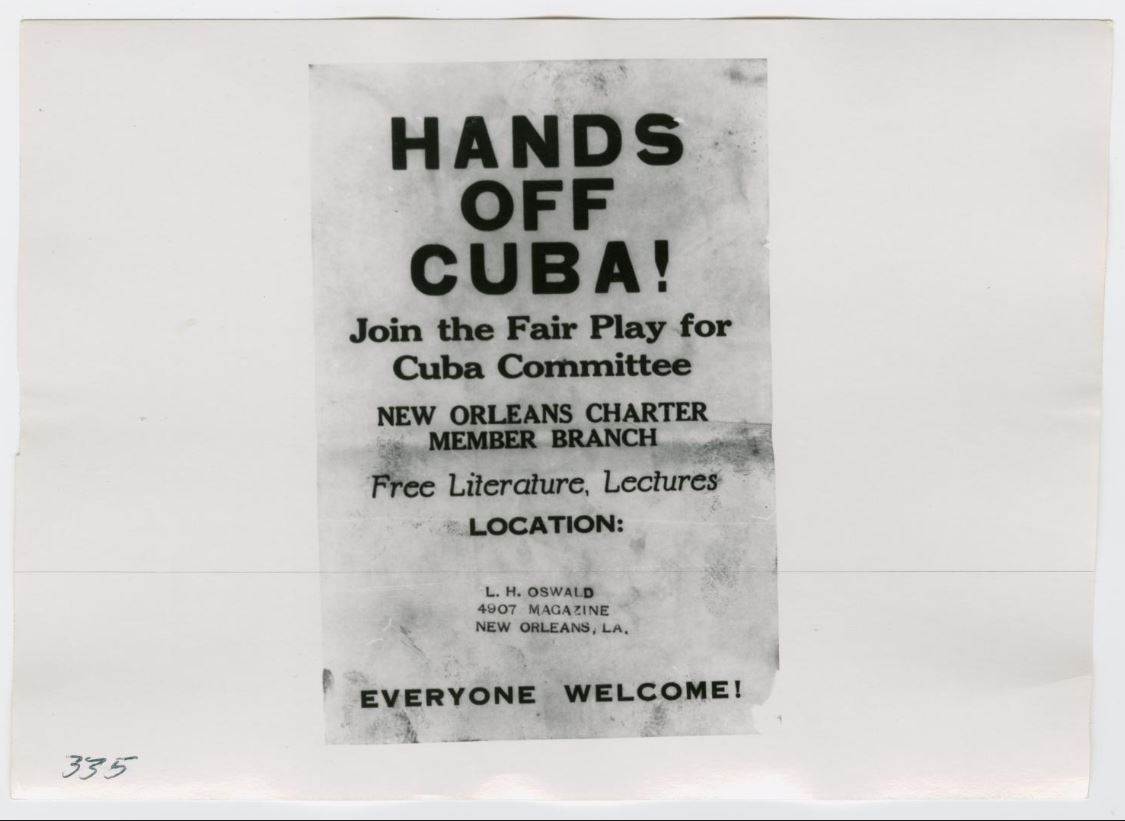 HANDS
OFF
CUBA!
Join the Fair Play for
Cuba Committee
NEW ORLEANS CHARTER
MEMBER BRANCH
Free Literature, Lectures
LOCATION:
L. H. OSWALD
4907 MAGAZINE
NEW ORLEANS, LA.
EVERYONE WELCOME!
335